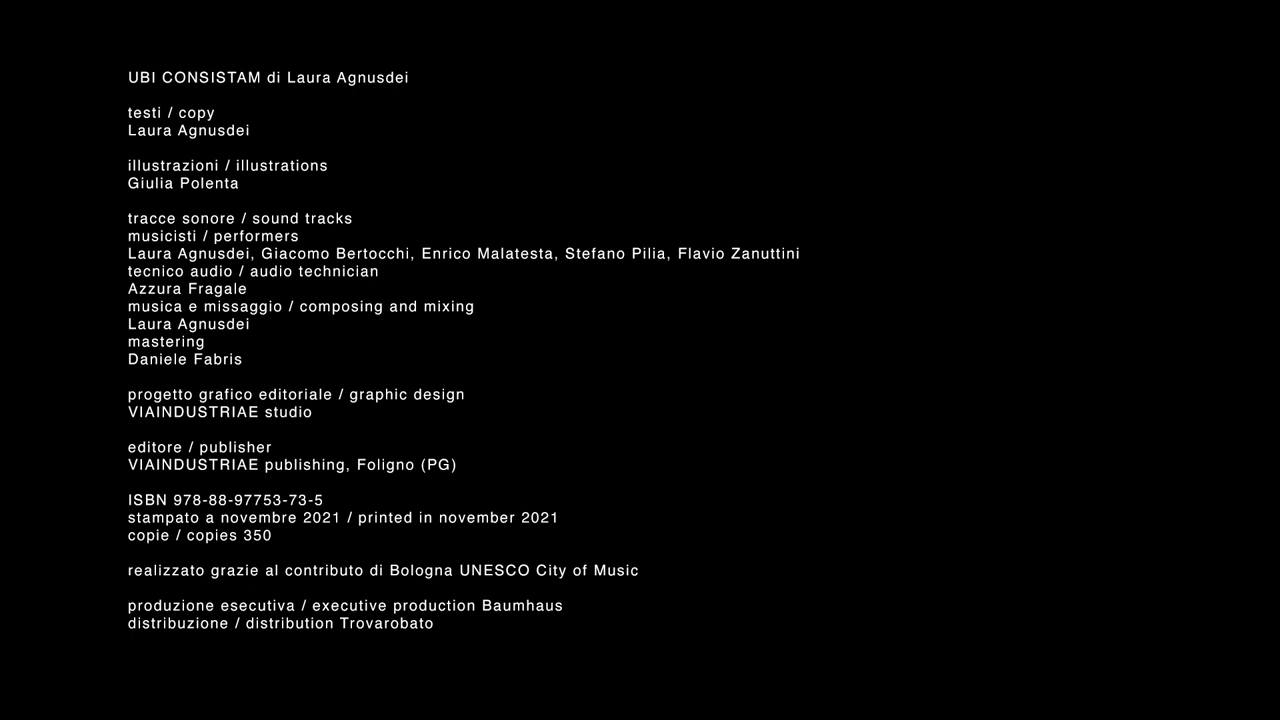 UBI CONSISTAM di Laura Agnusdei
testi / copy
Laura Agnusdei
illustrazioni / illustrations
Giulia Polenta
tracce sonore / sound tracks
musicisti / performers
Laura Agnusdei, Giacomo Bertocchi, Enrico Malatesta, Stefano Pilia, Flavio Zanuttini
tecnico audio / audio technician
Azzura Fragale
musica e missaggio / composing and mixing
Laura Agnusdei
mastering
Daniele Fabris
progetto grafico editoriale / graphic design
VIAINDUSTRIAE studio
editore / publisher
VIAINDUSTRIAE publishing, Foligno (PG)
ISBN 978-88-97753-73-5
stampato a novembre 2021 / printed in november 2021
copie / copies 350
realizzato grazie al contributo di Bologna UNESCO City of Music
produzione esecutiva / executive production Baumhaus
distribuzione / distribution Trovarobato